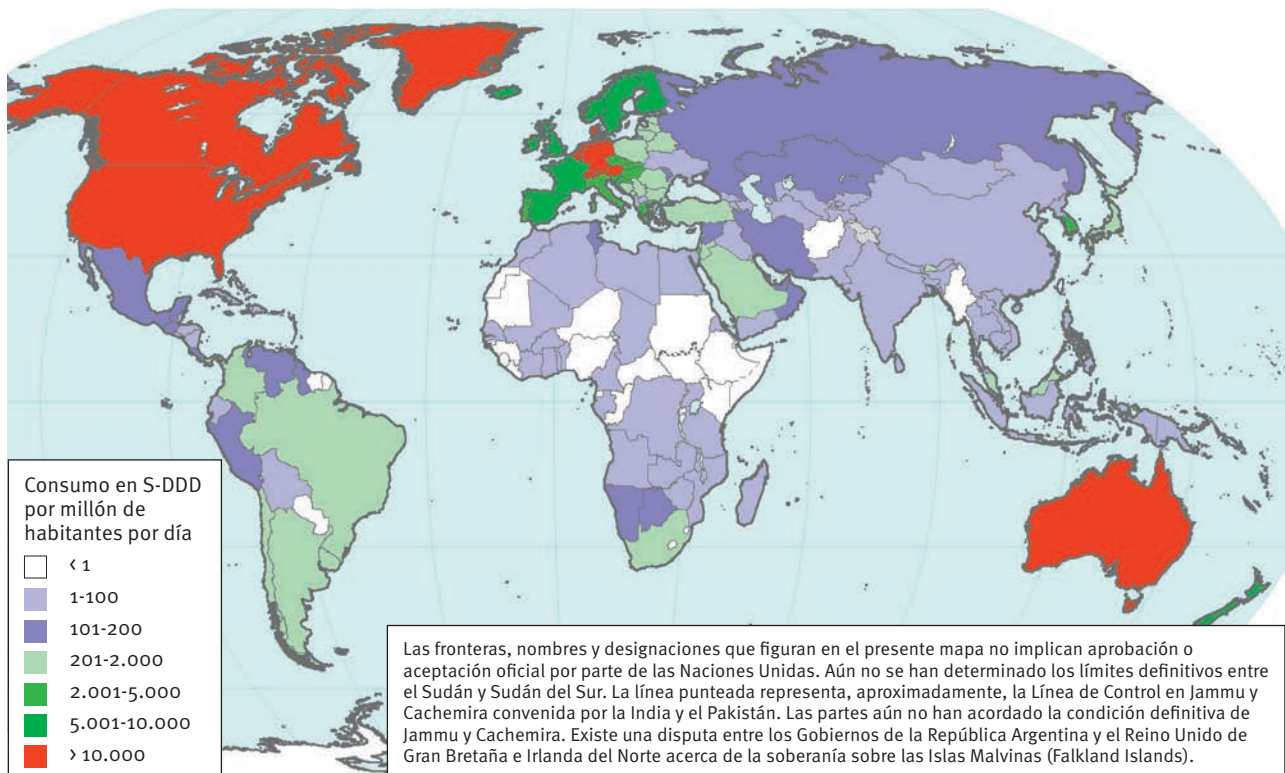 Consumo en S-DDD
por millón de
habitantes por día
< 1
1-100
101-200
201-2.000
2.001-5.000
5.001-10.000
> 10.000
Las fronteras, nombres y designaciones que figuran en el presente mapa no implican aprobación o
aceptación oficial por parte de las Naciones Unidas. Aún no se han determinado los límites definitivos entre
el Sudán y Sudán del Sur. La línea punteada representa, aproximadamente, la Línea de Control en Jammu y
Cachemira convenida por la India y el Pakistán. Las partes aún no han acordado la condición definitiva de
Jammu y Cachemira. Existe una disputa entre los Gobiernos de la República Argentina y el Reino Unido de
Gran Bretaña e Irlanda del Norte acerca de la soberanía sobre las Islas Malvinas (Falkland Islands).